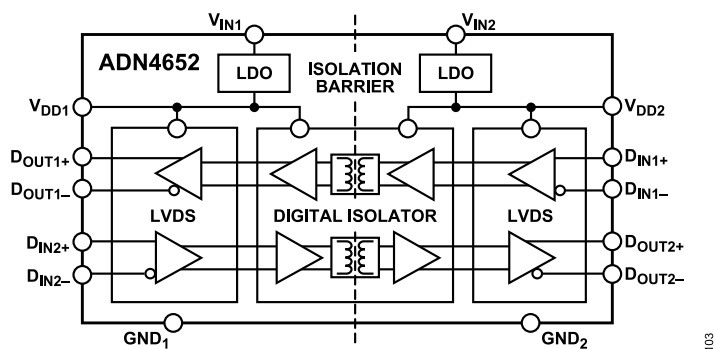 VIN1
VIN2
ADN4652
LDO
ISOLATION
BARRIER
LDO
VDD1
VDD2
DOUT1+
DIN1+
DOUT1–
DIN1–
LVDS
DIGITAL ISOLATOR
LVDS
DIN2+
DOUT2+
DIN2–
DOUT2–
GND1
GND2
103